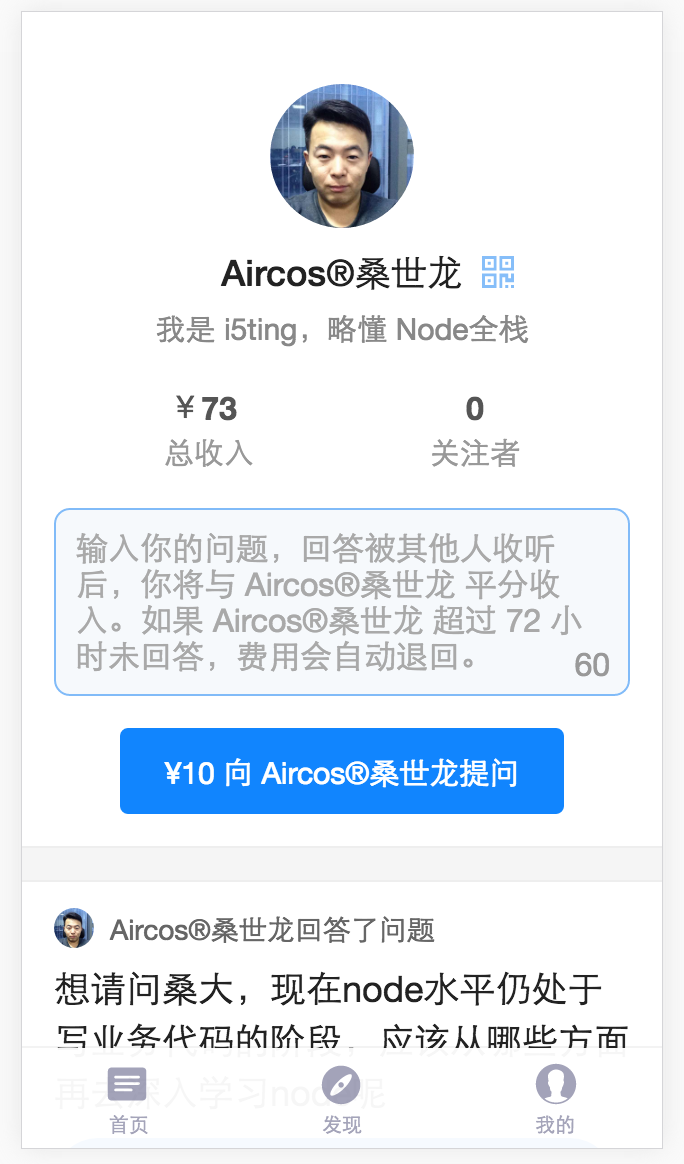 Aircos®桑世龙
我是 i5ting，略懂 Node全栈
￥73
0
总收入
关注者
输入你的问题，回答被其他人收听
后，你将与 Aircos®桑世龙 平分收
入。如果 Aircos®桑世龙 超过 72 小
时未回答，费用会自动退回。
60
¥10 向 Aircos®桑世龙提问
Aircos®桑世龙回答了问题
想请问桑大，现在node水平仍处于
写业务代码的阶段，应该从哪些方面
再去深入学习node呢
首页
发现
我的